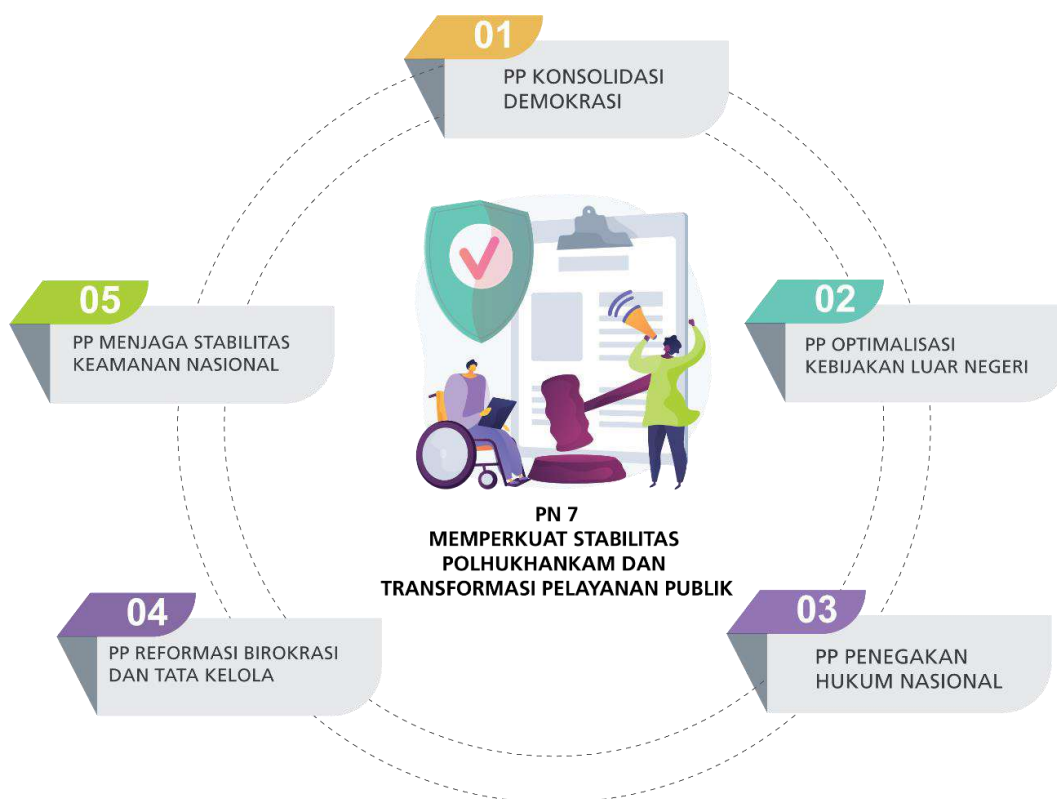 01
PP KONSOLIDASI
DEMOKRASI
02
PP OPTIMALISASI
KEBIJAKAN LUAR NEGERI
03
PP PENEGAKAN
HUKUM NASIONAL
04
PP REFORMASI BIROKRASI
DAN TATA KELOLA
05
PP MENJAGA STABILITAS
KEAMANAN NASIONAL
PN 7
MEMPERKUAT STABILITAS
POLHUKHANKAM DAN
TRANSFORMASI PELAYANAN PUBLIK